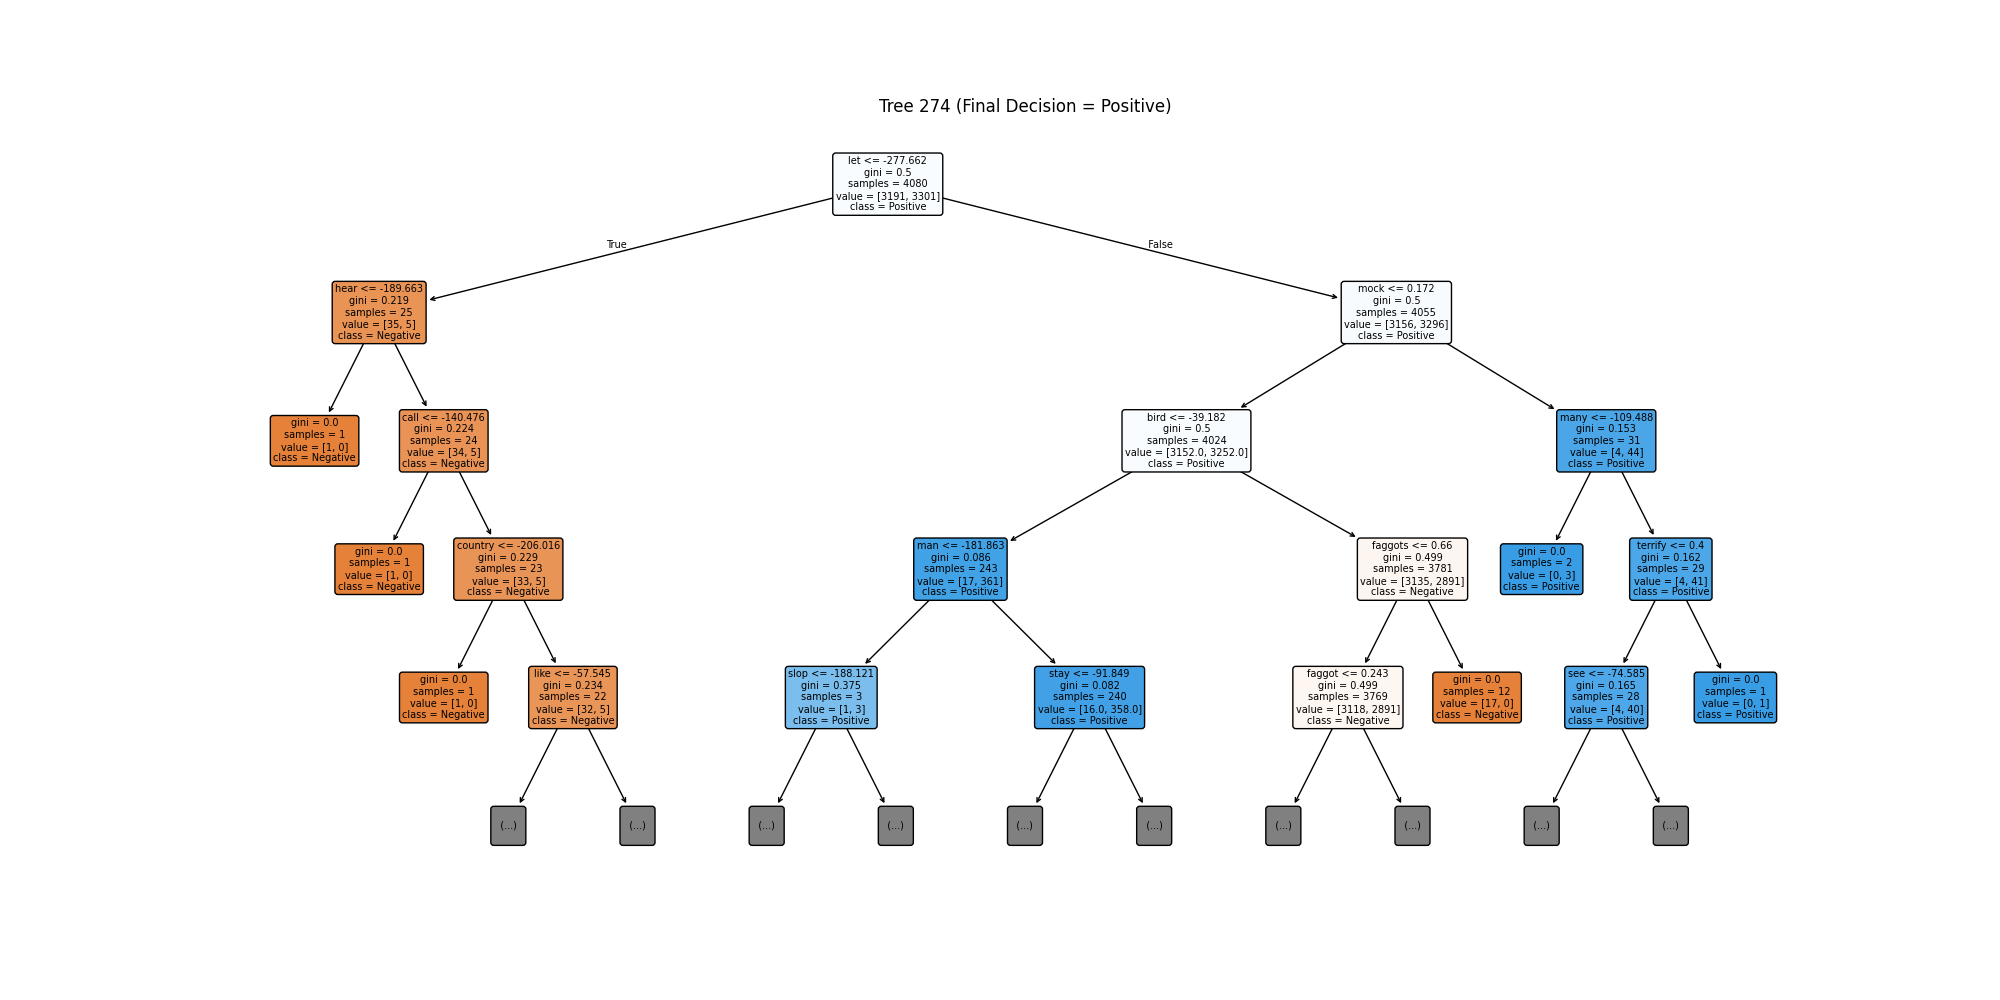 Tree 274 (Final Decision = Positive)
let <= -277.662
gini = 0.5
samples = 4080
value = [3191, 3301]
class = Positive
True
False
hear <= -189.663
gini = 0.219
samples = 25
value = [35, 5]
class = Negative
mock <= 0.172
gini = 0.5
samples = 4055
value = [3156, 3296]
class = Positive
gini = 0.0
samples = 1
value = [1, 0]
class = Negative
call <= -140.476
gini = 0.224
samples = 24
value = [34, 5]
class = Negative
bird <= -39.182
gini = 0.5
samples = 4024
value = [3152.0, 3252.0]
class = Positive
many <= -109.488
gini = 0.153
samples = 31
value = [4, 44]
class = Positive
gini = 0.0
samples = 1
value = [1, 0]
class = Negative
country <= -206.016
gini = 0.229
samples = 23
value = [33, 5]
class = Negative
man <= -181.863
gini = 0.086
samples = 243
value = [17, 361]
class = Positive
faggots <= 0.66
gini = 0.499
samples = 3781
value = [3135, 2891]
class = Negative
gini = 0.0
samples = 2
value = [0, 3]
class = Positive
terrify <= 0.4
gini = 0.162
samples = 29
value = [4, 41]
class = Positive
gini = 0.0
samples = 1
value = [1, 0]
class = Negative
like <= -57.545
gini = 0.234
samples = 22
value = [32, 5]
class = Negative
slop <= -188.121
gini = 0.375
samples = 3
value = [1, 3]
class = Positive
stay <= -91.849
gini = 0.082
samples = 240
value = [16.0, 358.0]
class = Positive
faggot <= 0.243
gini = 0.499
samples = 3769
value = [3118, 2891]
class = Negative
gini = 0.0
samples = 12
value = [17, 0]
class = Negative
see <= -74.585
gini = 0.165
samples = 28
value = [4, 40]
class = Positive
gini = 0.0
samples = 1
value = [0, 1]
class = Positive
(...)
(...)
(...)
(...)
(...)
(...)
(...)
(...)
(...)
(...)